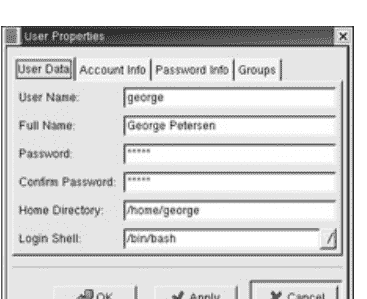 User Properties
User Data Account Info Password Info Groups
User Name: george
Full Name: George Petersen
Password: *****
Confirm Password: *****
Home Directory: /home/george
Login Shell: /bin/bash
OK Apply Cancel